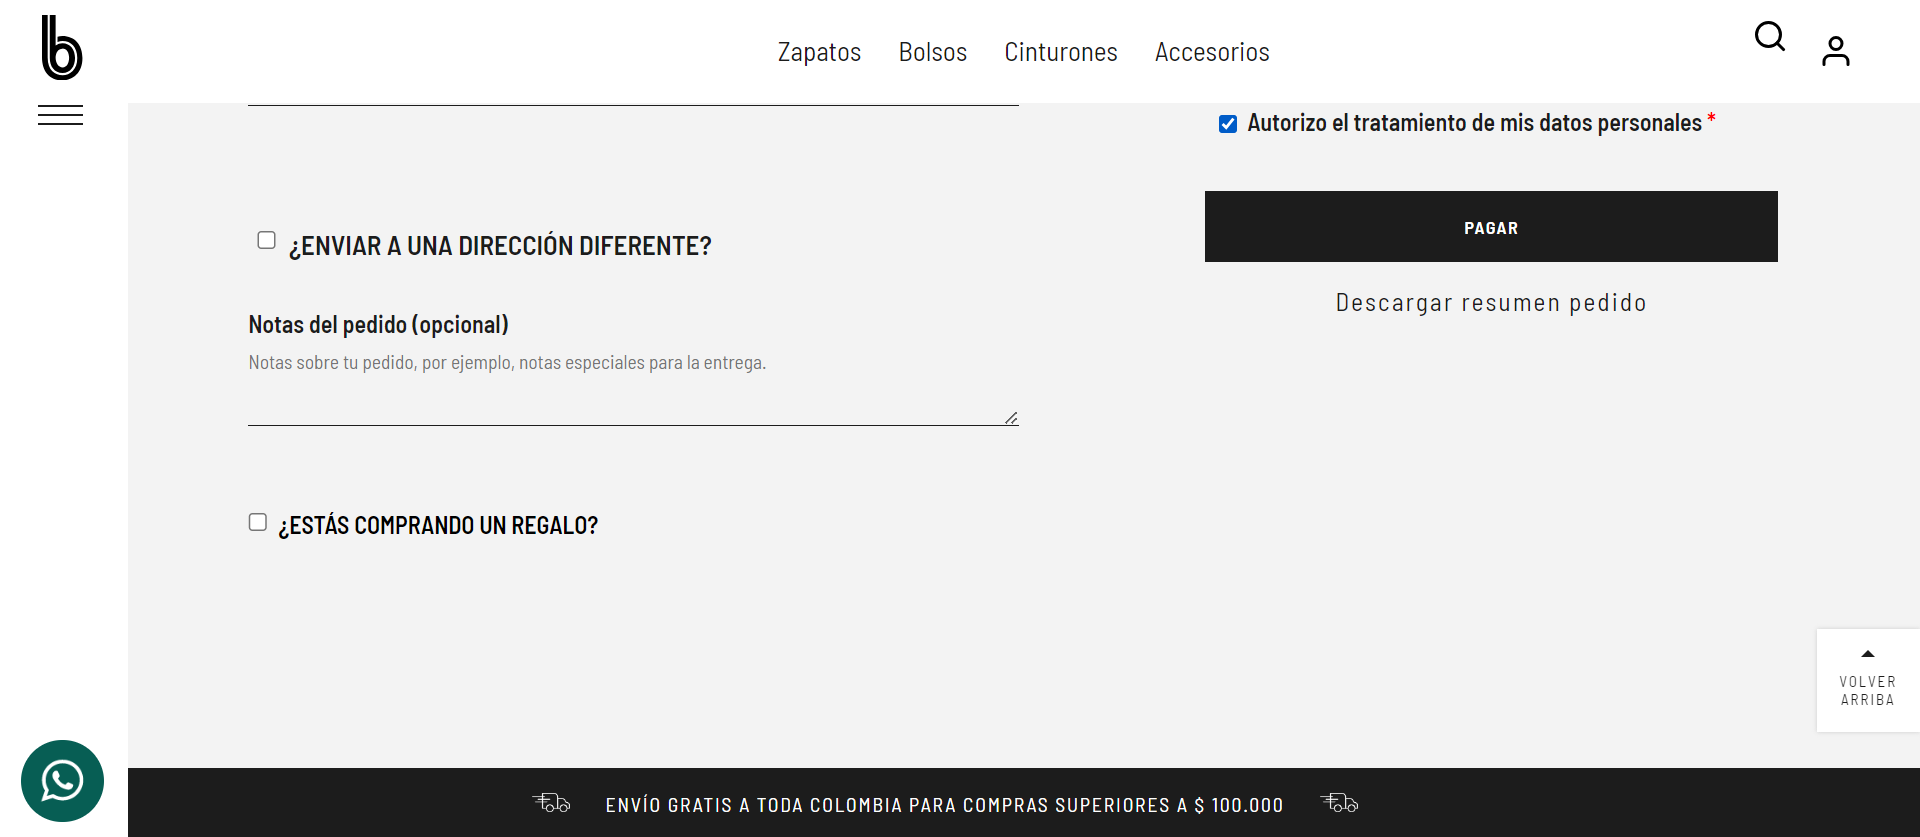 b
Zapatos Bolsos Cinturones Accesorios
Autorizo el tratamiento de mis datos personales *
PAGAR
¿ENVIAR A UNA DIRECCIÓN DIFERENTE?
Descargar resumen pedido
Notas del pedido (opcional)
Notas sobre tu pedido, por ejemplo, notas especiales para la entrega.
¿ESTÁS COMPRANDO UN REGALO?
VOLVER
ARRIBA
ENVÍO GRATIS A TODA COLOMBIA PARA COMPRAS SUPERIORES A $ 100.000